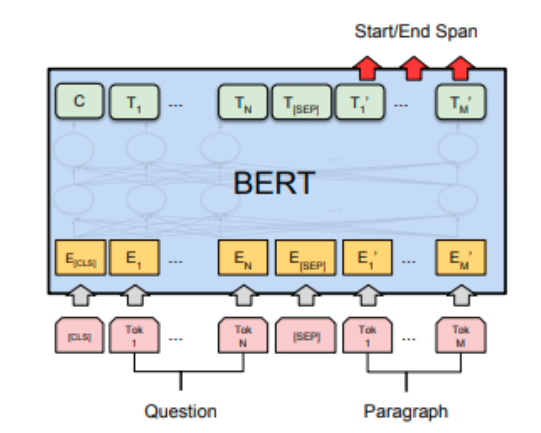 Start/End Span
C T1 ... TN T[SEP] T1' ... TM'
...
BERT
...
E[CLS] E1 ... EN E[SEP] E1' ... EM'
[CLS] Tok 1 ... Tok N [SEP] Tok 1 ... Tok M
Question Paragraph